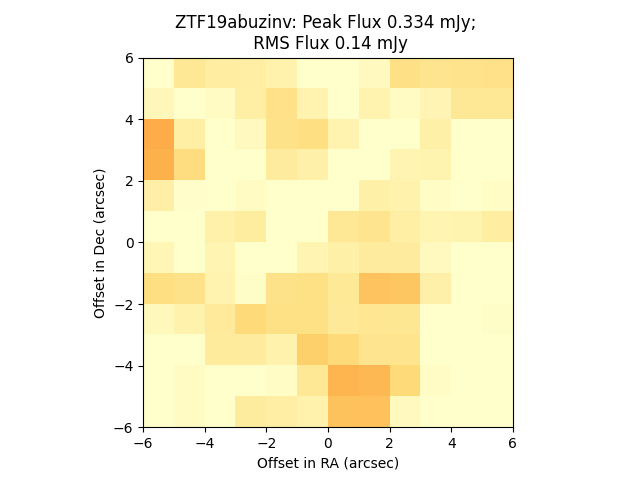 ZTF19abuzinv: Peak Flux 0.334 mJy;
RMS Flux 0.14 mJy
6
4
2
0
−2
−4
−6
Offset in Dec (arcsec)
−6 −4 −2 0 2 4 6
Offset in RA (arcsec)